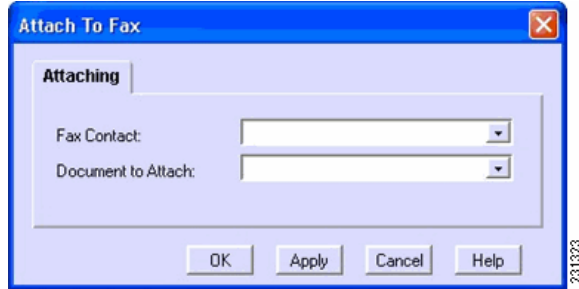 Attach To Fax
Attaching
Fax Contact:
Document to Attach:
OK Apply Cancel Help
231323